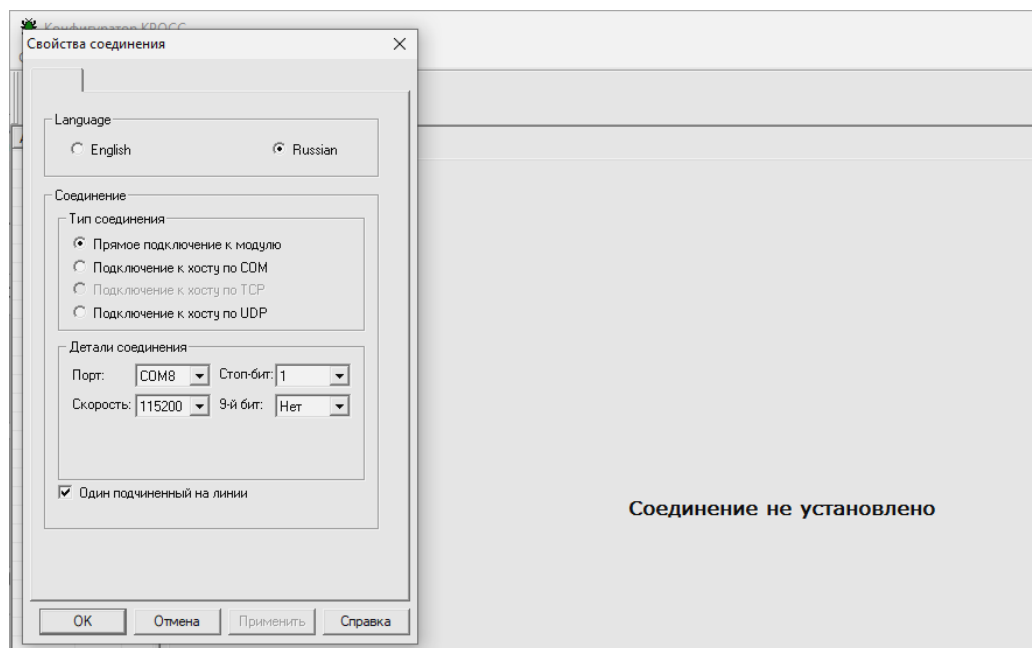 Конфигуратор КРОСС
Свойства соединения
Language
English
Russian
Соединение
Тип соединения
Прямое подключение к модулю
Подключение к хосту по COM
Подключение к хосту по TCP
Подключение к хосту по UDP
Детали соединения
Порт: COM8 Стоп-бит: 1
Скорость: 115200 9-й бит: Нет
Один подчиненный на линии
Соединение не установлено
OK Отмена Применить Справка